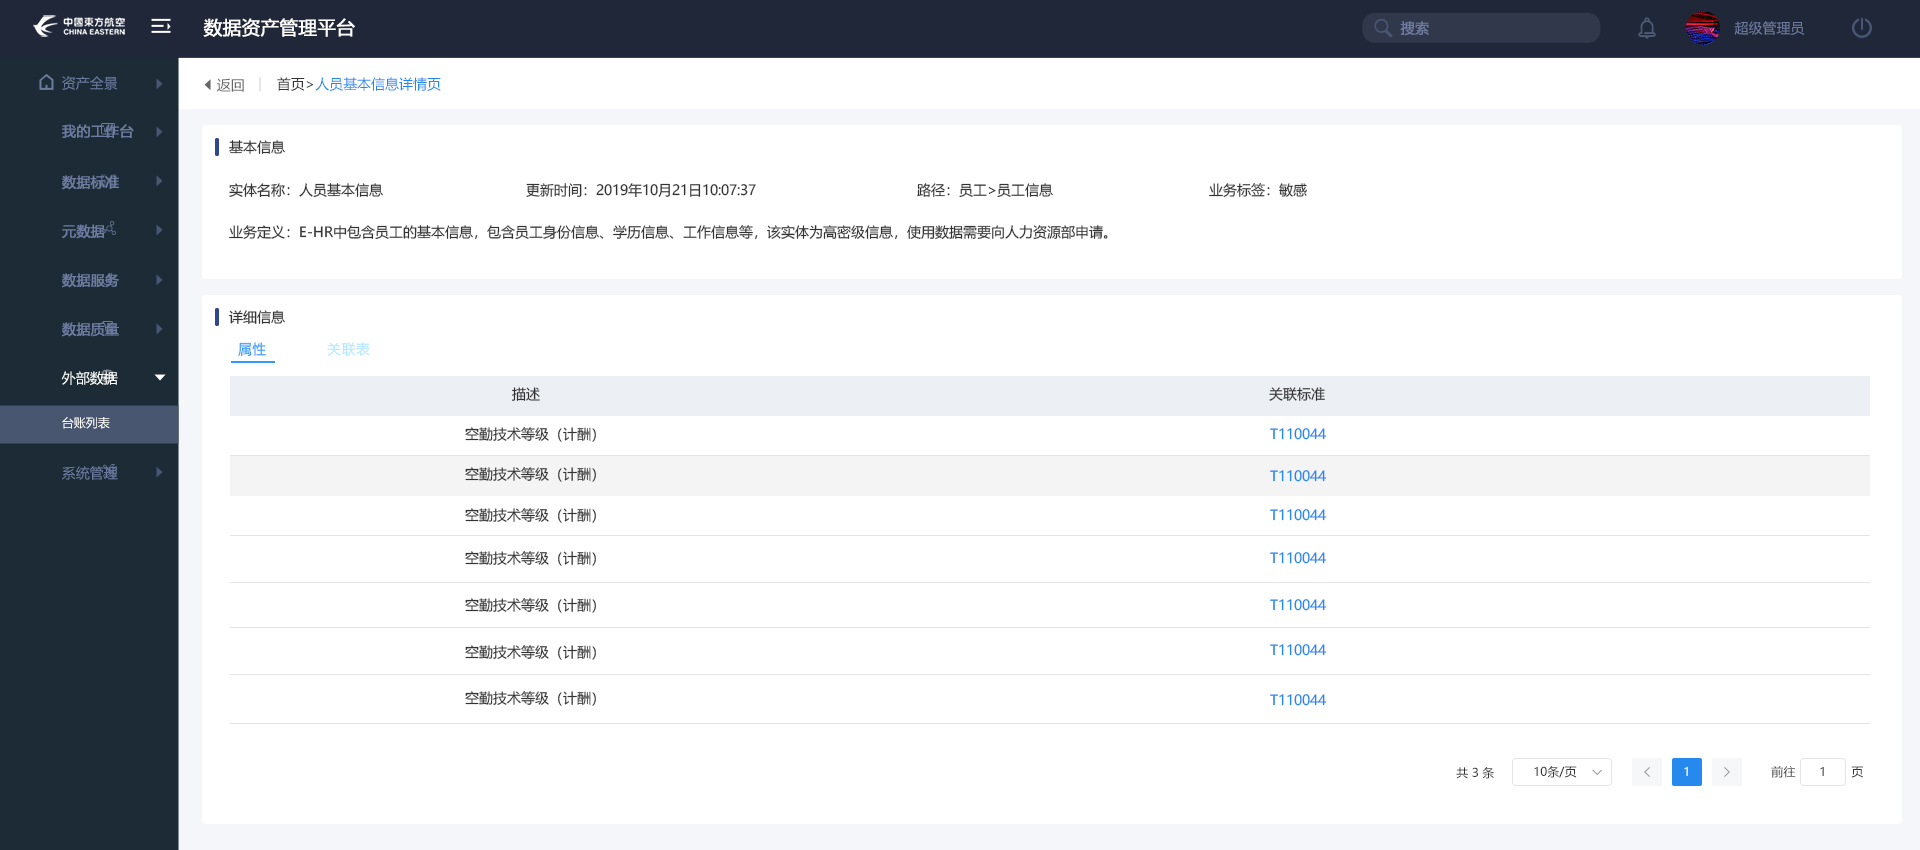 中國東方航空
CHINA EASTERN
数据资产管理平台
搜索
超级管理员
资产全景
我的工作台
数据标准
元数据
数据服务
数据质量
外部数据
台账列表
系统管理
返回
首页>人员基本信息详情页
基本信息
实体名称：人员基本信息
更新时间：2019年10月21日10:07:37
路径：员工>员工信息
业务标签：敏感
业务定义：E-HR中包含员工的基本信息，包含员工身份信息、学历信息、工作信息等，该实体为高密级信息，使用数据需要向人力资源部申请。
详细信息
属性
关联表
描述
关联标准
空勤技术等级（计酬）
T110044
空勤技术等级（计酬）
T110044
空勤技术等级（计酬）
T110044
空勤技术等级（计酬）
T110044
空勤技术等级（计酬）
T110044
空勤技术等级（计酬）
T110044
空勤技术等级（计酬）
T110044
共 3 条
10条/页
1
前往
1
页